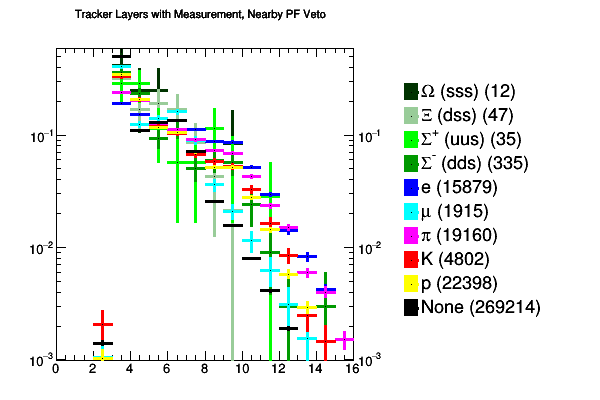 Tracker Layers with Measurement, Nearby PF Veto
10⁻¹
10⁻²
10⁻³
0 2 4 6 8 10 12 14 16
10⁻¹
10⁻²
10⁻³
Ω (sss) (12)
Ξ (dss) (47)
Σ⁺ (uus) (35)
Σ⁻ (dds) (335)
e (15879)
μ (1915)
π (19160)
K (4802)
p (22398)
None (269214)